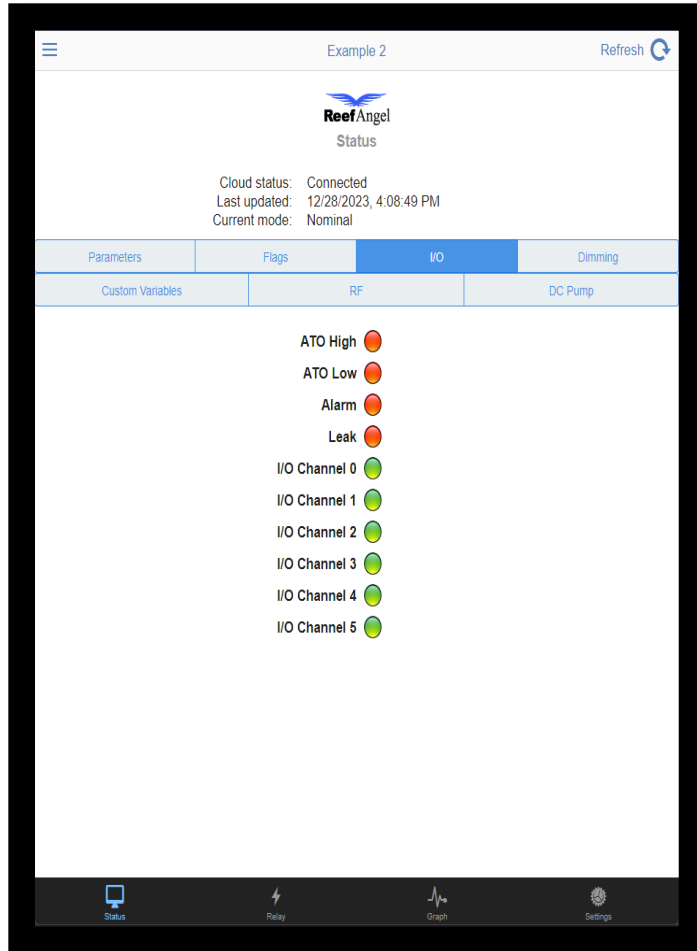 Example 2
Refresh
ReefAngel
Status
Cloud status: Connected
Last updated: 12/28/2023, 4:08:49 PM
Current mode: Nominal
Parameters Flags I/O Dimming
Custom Variables RF DC Pump
ATO High
ATO Low
Alarm
Leak
I/O Channel 0
I/O Channel 1
I/O Channel 2
I/O Channel 3
I/O Channel 4
I/O Channel 5
Status Relay Graph Settings